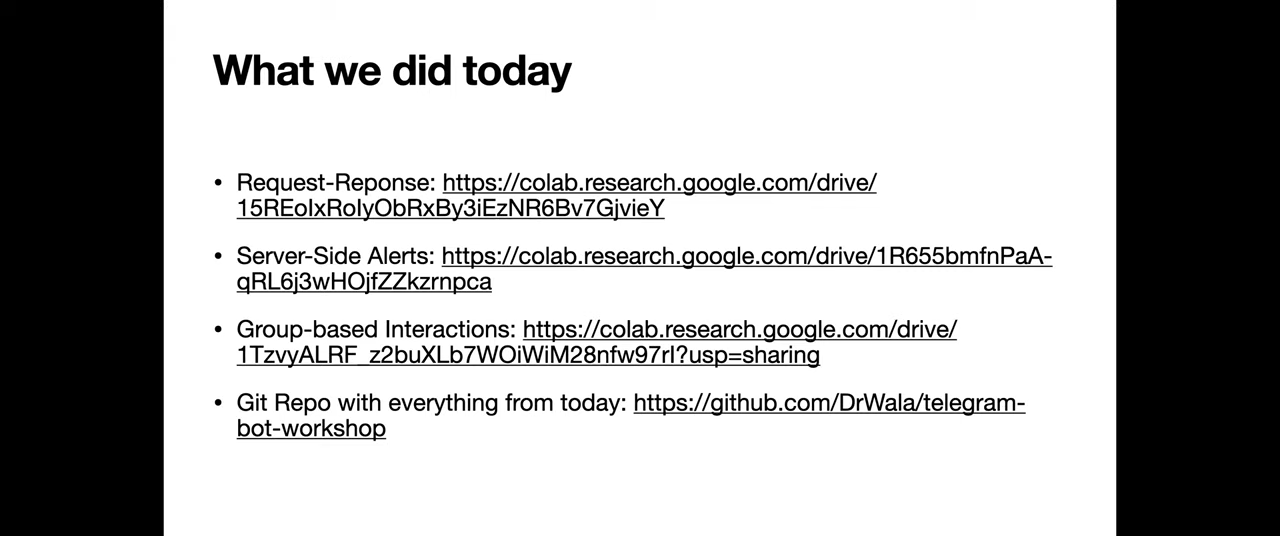 What we did today
• Request-Reponse: https://colab.research.google.com/drive/
15REoIxRoIyObRxBy3iEzNR6Bv7GjvieY
• Server-Side Alerts: https://colab.research.google.com/drive/1R655bmfnPaA-
qRL6j3wHOjfZZkzrnpca
• Group-based Interactions: https://colab.research.google.com/drive/
1TzvyALRF_z2buXLb7WOiWiM28nfw97rI?usp=sharing
• Git Repo with everything from today: https://github.com/DrWala/telegram-
bot-workshop